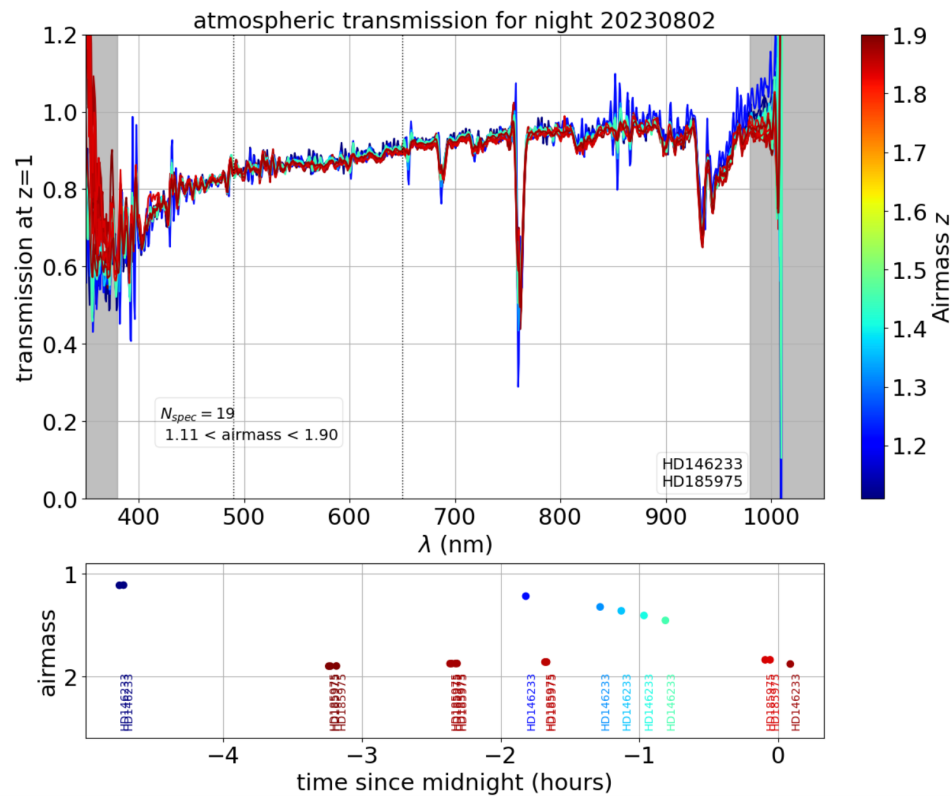 atmospheric transmission for night 20230802
1.2
1.0
0.8
0.6
0.4
0.2
0.0
transmission at z=1
N_spec = 19
1.11 < airmass < 1.90
HD146233
HD185975
400 500 600 700 800 900 1000
λ (nm)
1.9
1.8
1.7
1.6
1.5
1.4
1.3
1.2
Airmass z
1
2
airmass
HD146233
HD146233
HD185975
HD185975
HD185975
HD185975
HD146233
HD185975
HD146233
HD146233
HD146233
HD146233
HD185975
HD146233
−4 −3 −2 −1 0
time since midnight (hours)